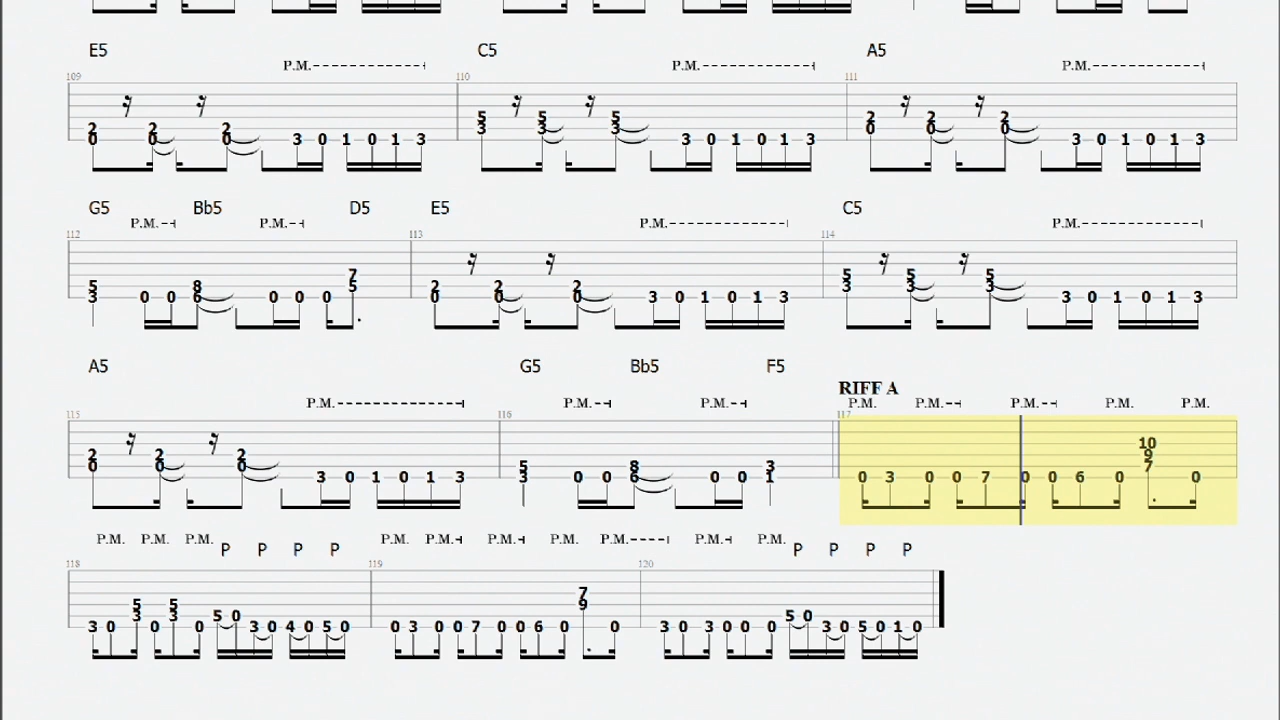 E5 C5 A5
P.M. P.M. P.M.
109 110 111
2 2 2 5 5 5 2 2 2
0 0 0 3 0 1 0 1 3 3 3 3 3 0 1 0 1 3 0 0 0 3 0 1 0 1 3
G5 Bb5 D5 E5 C5
P.M. P.M. P.M. P.M.
112 113 114
5 8 7 2 2 2 5 5 5
3 0 0 6 0 0 0 5 0 0 0 3 0 1 0 1 3 3 3 3 3 0 1 0 1 3
A5 G5 Bb5 F5
RIFF A
P.M. P.M. P.M. P.M. P.M. P.M. P.M. P.M.
115 116 117
2 2 2 5 8 3 10
9
0 0 0 3 0 1 0 1 3 3 0 0 6 0 0 1 0 3 0 0 7 0 0 6 0 7 0
P.M. P.M. P.M. P P P P P.M. P.M. P.M. P.M. P.M. P.M. P.M. P P P P
118 119 120
5 5 7
3 3 9
5 0 5 0
3 0 0 0 3 0 4 0 5 0 0 3 0 0 7 0 0 6 0 0 3 0 3 0 0 0 3 0 5 0 1 0